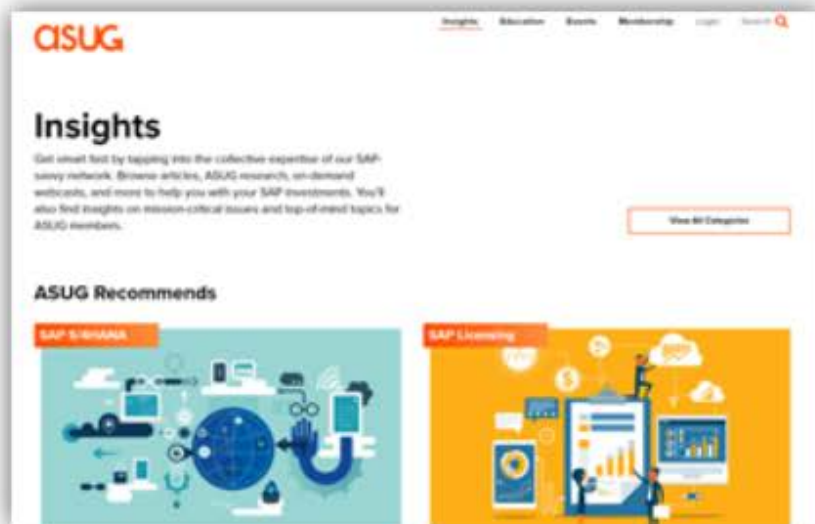 asug
Insights Education Events Membership Login Search
Insights
Get smart fast by tapping into the collective expertise of our SAP-
savvy network. Browse articles, ASUG research, on-demand
webcasts, and more to help you with your SAP investments. You'll
also find insights on mission-critical issues and top-of-mind topics for
ASUG members.
View All Categories
ASUG Recommends
SAP S/4HANA
SAP Licensing